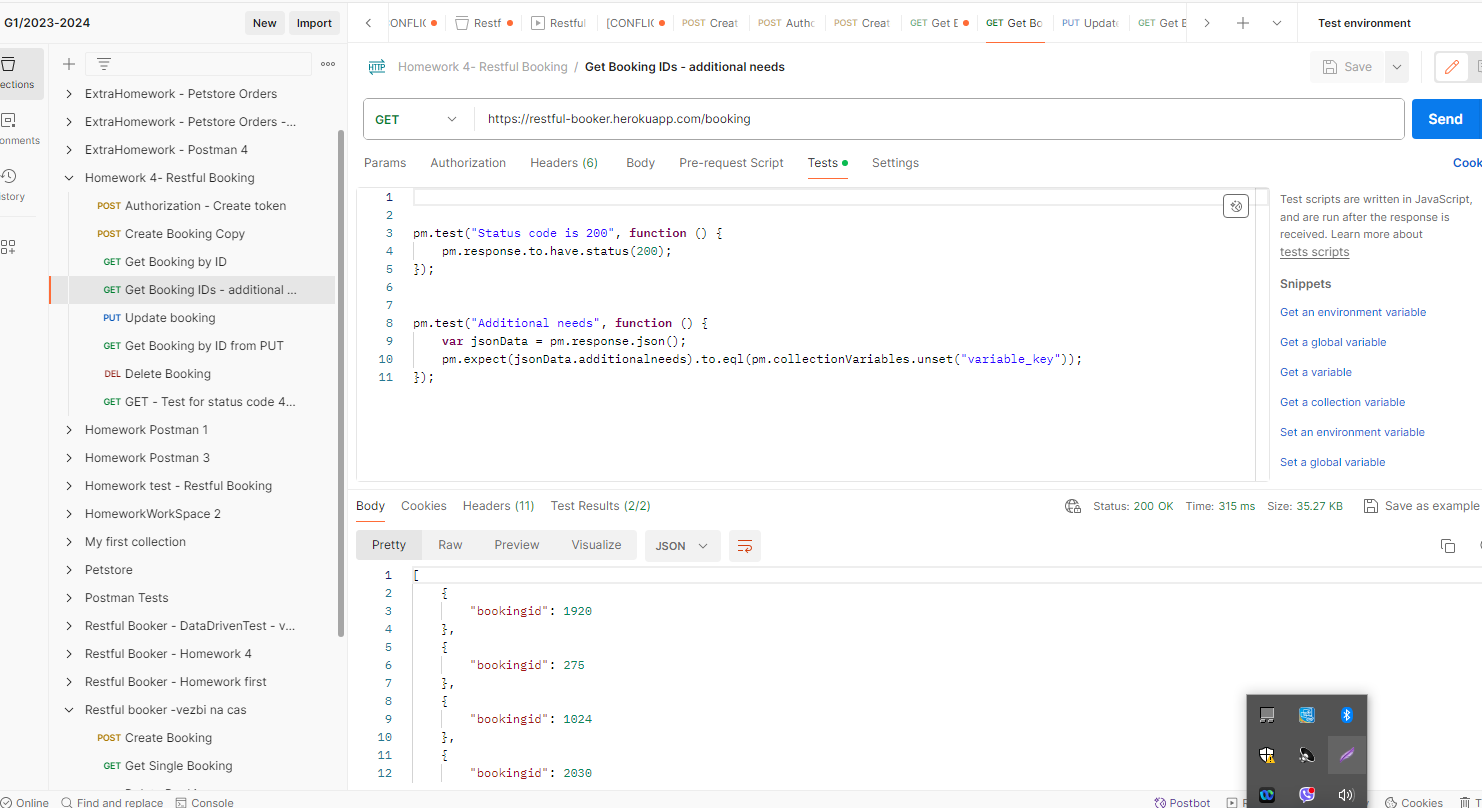 G1/2023-2024
New
Import
ONFLIC
Restf
Restful
[CONFLIC
POST Creat
POST Autho
POST Creat
GET Get E
GET Get Bo
PUT Update
GET Get E
Test environment
ections
onments
istory
ExtraHomework - Petstore Orders
ExtraHomework - Petstore Orders -...
ExtraHomework - Postman 4
Homework 4- Restful Booking
POST Authorization - Create token
POST Create Booking Copy
GET Get Booking by ID
GET Get Booking IDs - additional ...
PUT Update booking
GET Get Booking by ID from PUT
DEL Delete Booking
GET GET - Test for status code 4...
Homework Postman 1
Homework Postman 3
Homework test - Restful Booking
HomeworkWorkSpace 2
My first collection
Petstore
Postman Tests
Restful Booker - DataDrivenTest - v...
Restful Booker - Homework 4
Restful Booker - Homework first
Restful booker -vezbi na cas
POST Create Booking
GET Get Single Booking
HTTP Homework 4- Restful Booking / Get Booking IDs - additional needs
Save
GET https://restful-booker.herokuapp.com/booking
Send
Params Authorization Headers (6) Body Pre-request Script Tests Settings
Cook
1
2
3 pm.test("Status code is 200", function () {
4 pm.response.to.have.status(200);
5 });
6
7
8 pm.test("Additional needs", function () {
9 var jsonData = pm.response.json();
10 pm.expect(jsonData.additionalneeds).to.eql(pm.collectionVariables.unset("variable_key"));
11 });
Test scripts are written in JavaScript,
and are run after the response is
received. Learn more about
tests scripts
Snippets
Get an environment variable
Get a global variable
Get a variable
Get a collection variable
Set an environment variable
Set a global variable
Body Cookies Headers (11) Test Results (2/2)
Status: 200 OK Time: 315 ms Size: 35.27 KB Save as example
Pretty Raw Preview Visualize JSON
1 [
2 {
3 "bookingid": 1920
4 },
5 {
6 "bookingid": 275
7 },
8 {
9 "bookingid": 1024
10 },
11 {
12 "bookingid": 2030
Online Find and replace Console
Postbot
Cookies